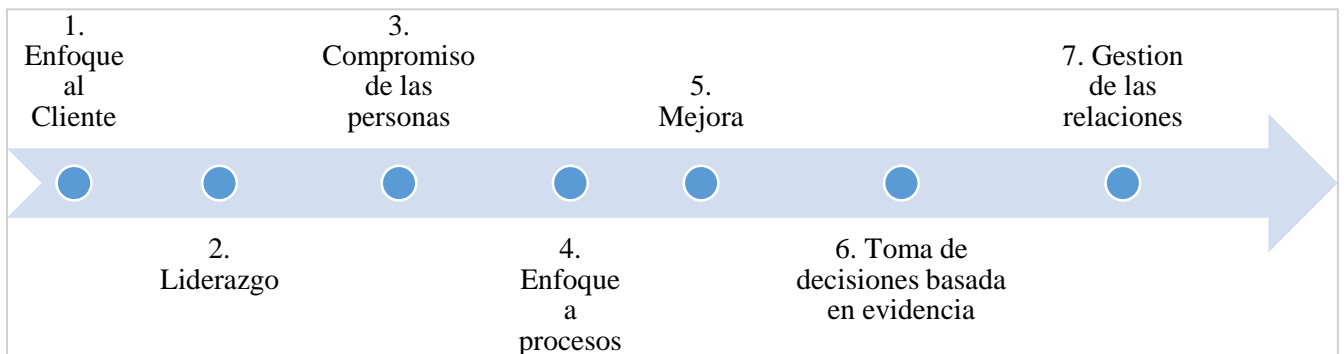 1.
Enfoque
al
Cliente
2.
Liderazgo
3.
Compromiso
de las
personas
4.
Enfoque
a
procesos
5.
Mejora
6. Toma de
decisiones basada
en evidencia
7. Gestion
de las
relaciones